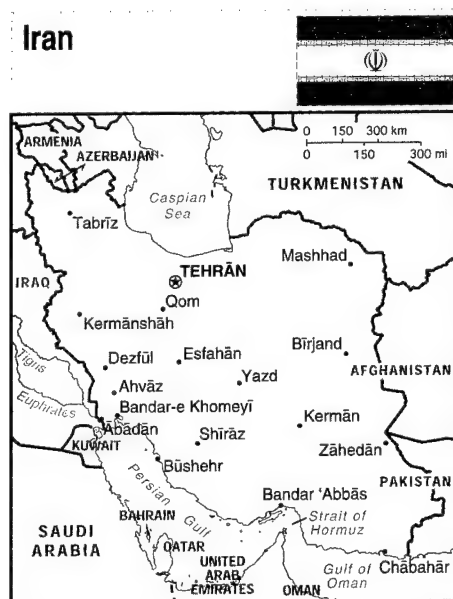 Iran
ARMENIA
0 150 300 km
AZERBAIJAN
0 150 300 mi
Caspian
Sea
TURKMENISTAN
Tabrīz
Mashhad
TEHRĀN
IRAQ
Qom
Kermānshāh
Bīrjand
Dezfūl
Esfahān
Tigris
AFGHANISTAN
Yazd
Ahvāz
Euphrates
Bandar-e Khomeyī
Ābādān
Kermān
KUWAIT
Shīrāz
Zāhedān
Būshehr
Persian
Gulf
PAKISTAN
Bandar ‘Abbās
BAHRAIN
Strait of
Hormuz
SAUDI
ARABIA
QATAR
UNITED
ARAB
EMIRATES
Chābahār
Gulf of
Oman
OMAN